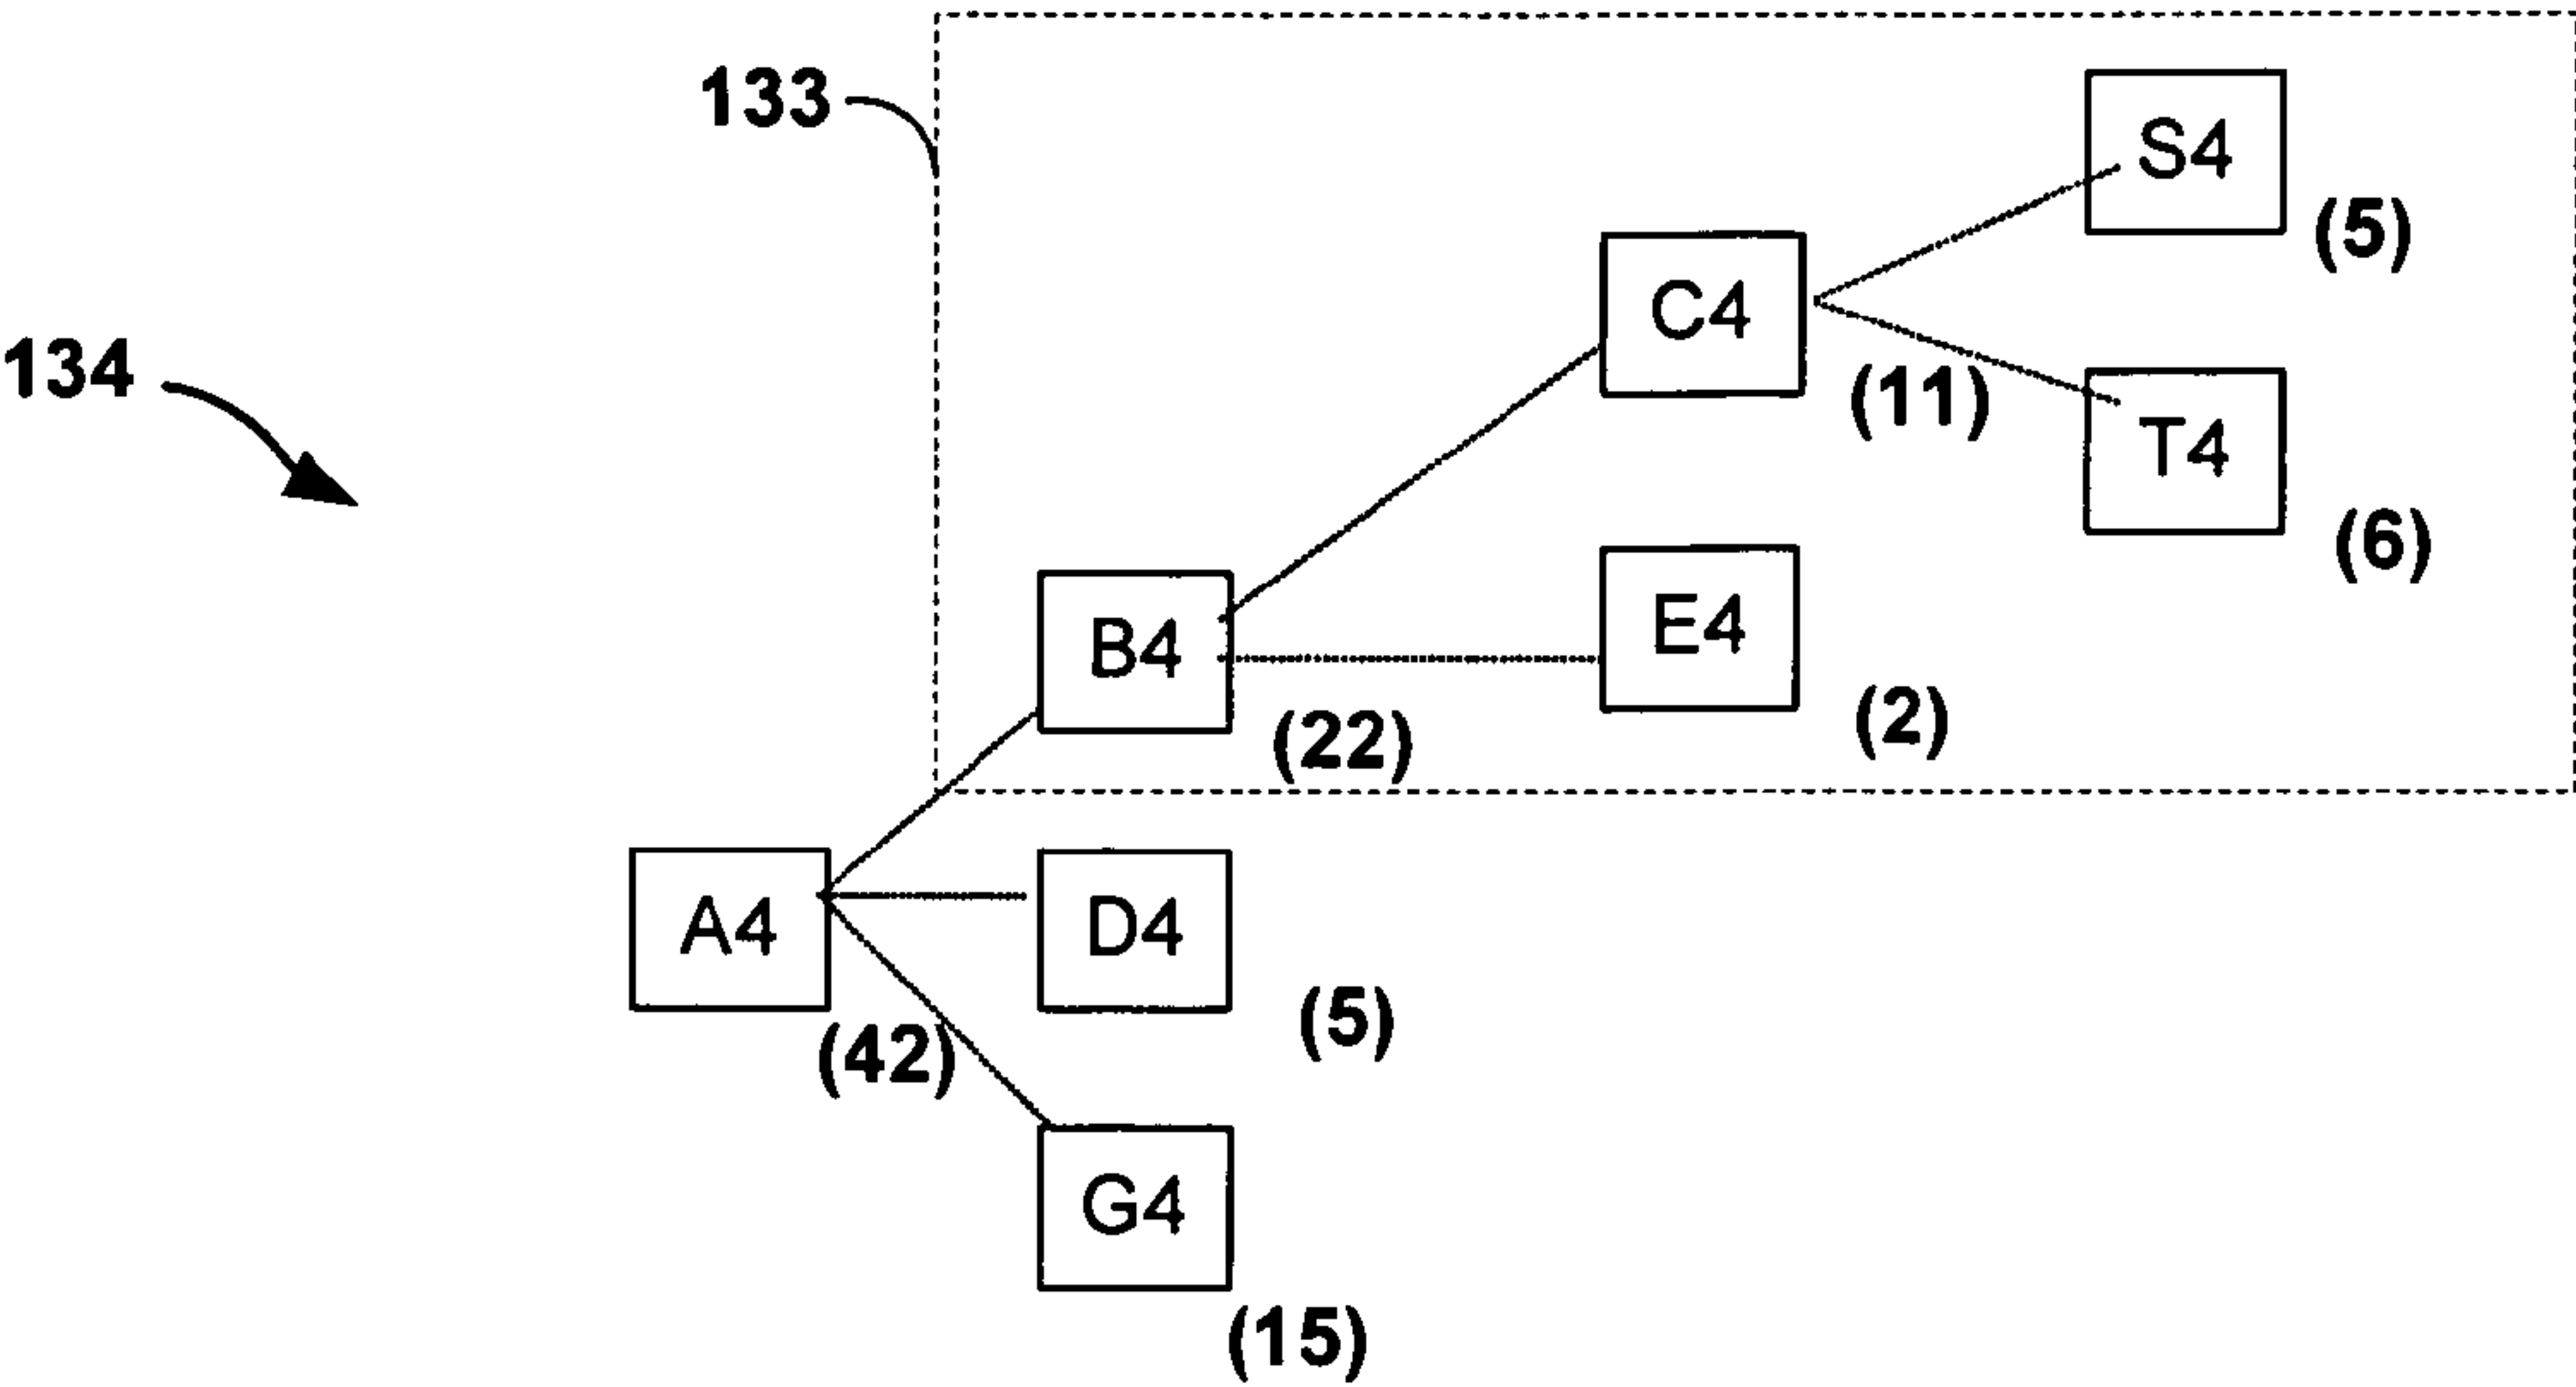 133
S4
(5)
C4
134
(11)
T4
(6)
B4
E4
(22)
(2)
A4
D4
(42)
(5)
G4
(15)